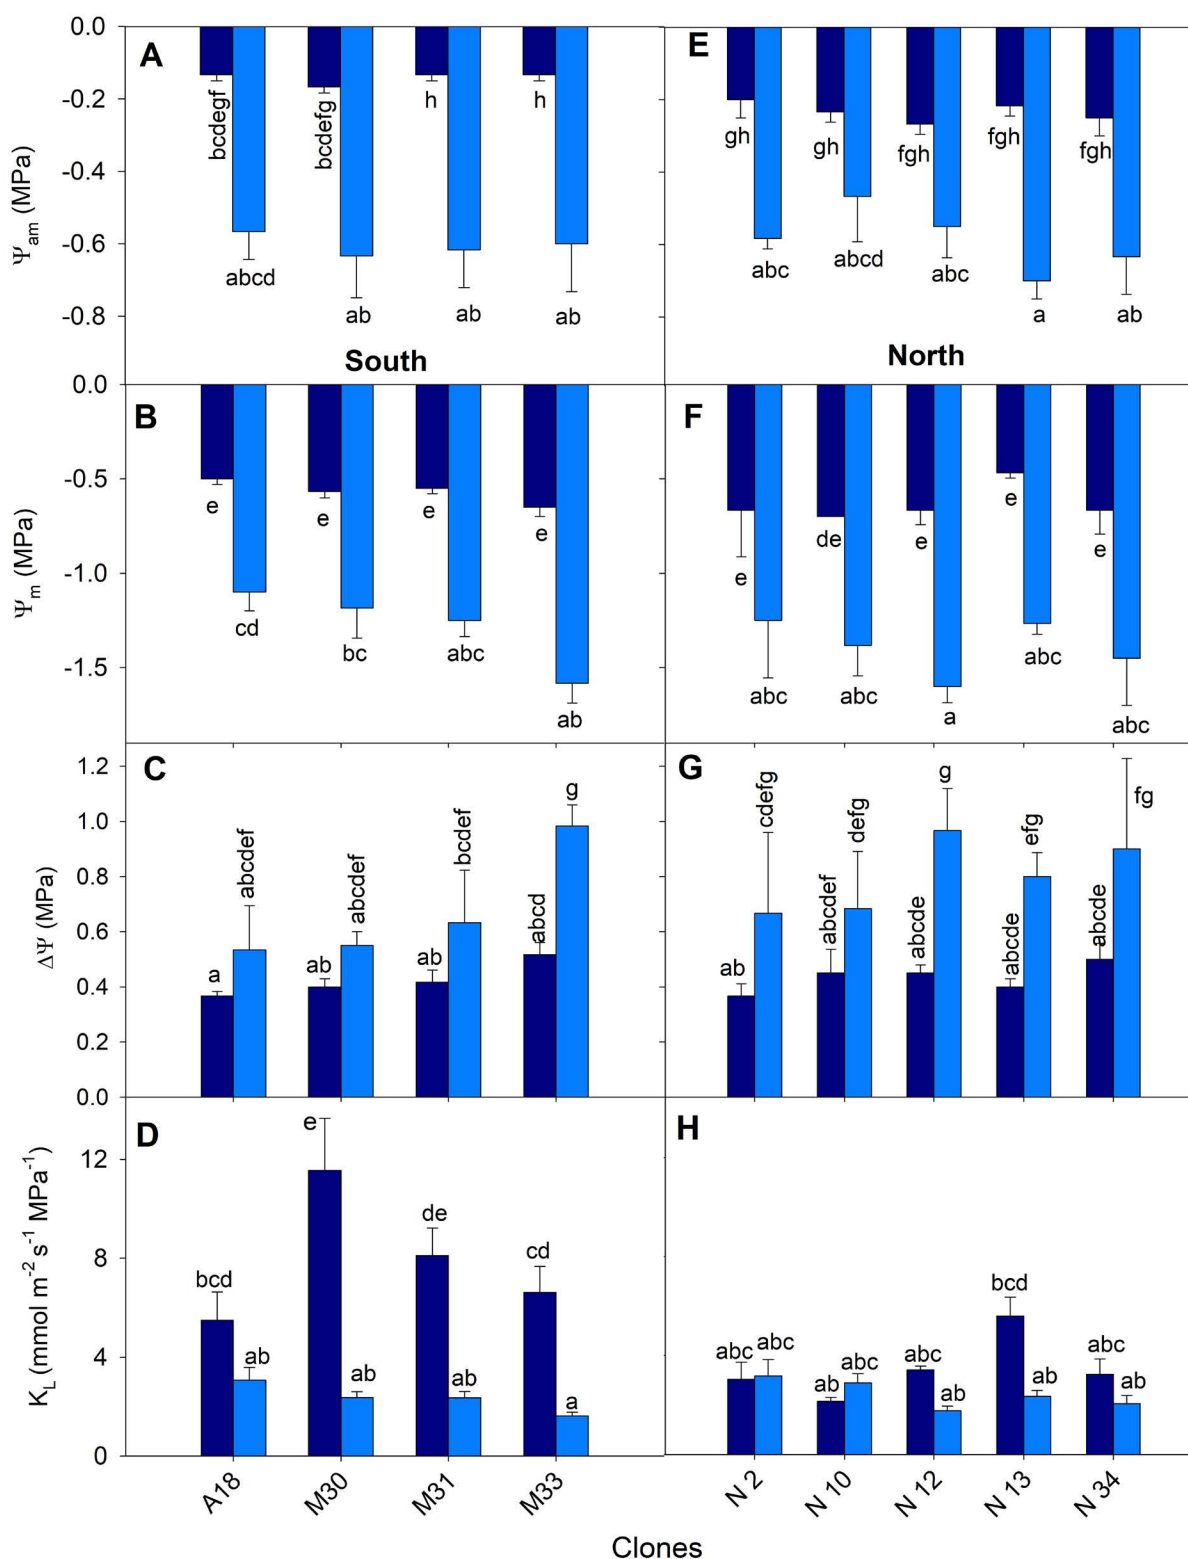 A
E
0.0
-0.2
-0.4
-0.6
-0.8
Ψam (MPa)
bcdegf
bcdefg
h
h
abcd
ab
ab
ab
South
gh
gh
fgh
fgh
fgh
abc
abcd
abc
a
ab
North
B
F
0.0
-0.5
-1.0
-1.5
Ψm (MPa)
e
e
e
e
cd
bc
abc
ab
e
de
e
e
e
abc
abc
a
abc
abc
C
G
1.2
1.0
0.8
0.6
0.4
0.2
0.0
ΔΨ (MPa)
a
abcdef
ab
abcdef
ab
bcdef
abcd
g
ab
cdefg
abcdef
defg
abcde
g
abcde
efg
abcde
fg
D
H
12
8
4
0
KL (mmol m-2 s-1 MPa-1)
bcd
ab
e
ab
de
ab
cd
a
abc
abc
ab
abc
abc
ab
bcd
ab
abc
ab
A18
M30
M31
M33
N 2
N 10
N 12
N 13
N 34
Clones